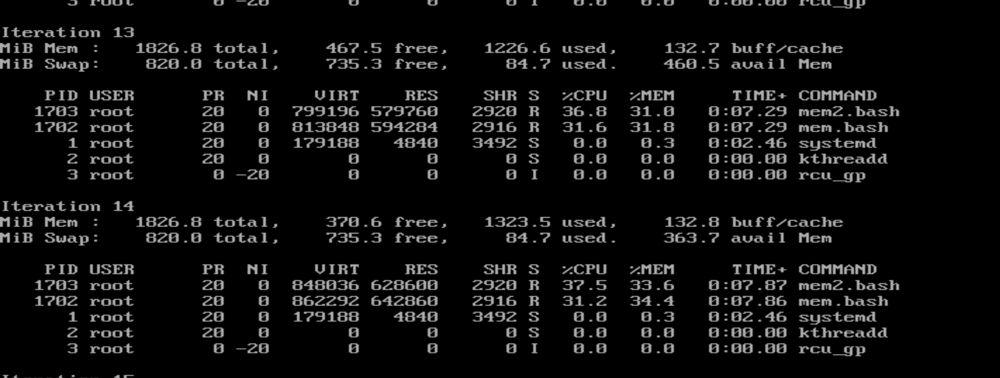 3 root 0 -20 0 0 0 I 0.0 0.0 0:00.00 rcu_gp
Iteration 13
MiB Mem : 1826.8 total, 467.5 free, 1226.6 used, 132.7 buff/cache
MiB Swap: 820.0 total, 735.3 free, 84.7 used. 460.5 avail Mem
PID USER PR NI VIRT RES SHR S %CPU %MEM TIME+ COMMAND
1703 root 20 0 799196 579760 2920 R 36.8 31.0 0:07.29 mem2.bash
1702 root 20 0 813848 594284 2916 R 31.6 31.8 0:07.29 mem.bash
1 root 20 0 179188 4840 3492 S 0.0 0.3 0:02.46 systemd
2 root 20 0 0 0 0 S 0.0 0.0 0:00.00 kthreadd
3 root 0 -20 0 0 0 I 0.0 0.0 0:00.00 rcu_gp
Iteration 14
MiB Mem : 1826.8 total, 370.6 free, 1323.5 used, 132.8 buff/cache
MiB Swap: 820.0 total, 735.3 free, 84.7 used. 363.7 avail Mem
PID USER PR NI VIRT RES SHR S %CPU %MEM TIME+ COMMAND
1703 root 20 0 848036 628600 2920 R 37.5 33.6 0:07.87 mem2.bash
1702 root 20 0 862292 642860 2916 R 31.2 34.4 0:07.86 mem.bash
1 root 20 0 179188 4840 3492 S 0.0 0.3 0:02.46 systemd
2 root 20 0 0 0 0 S 0.0 0.0 0:00.00 kthreadd
3 root 0 -20 0 0 0 I 0.0 0.0 0:00.00 rcu_gp
Iteration 15